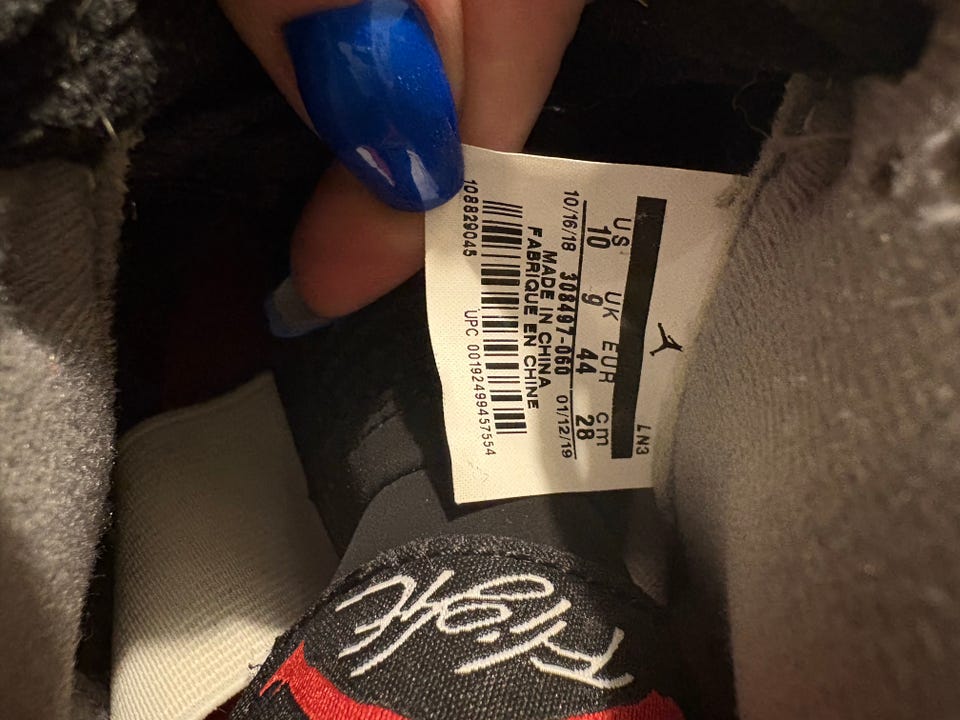 LN3
US UK EUR cm
10 9 44 28
10/16/18 308497-060 01/12/19
MADE IN CHINA
FABRIQUE EN CHINE
108829045
UPC 00192499457554
Flight